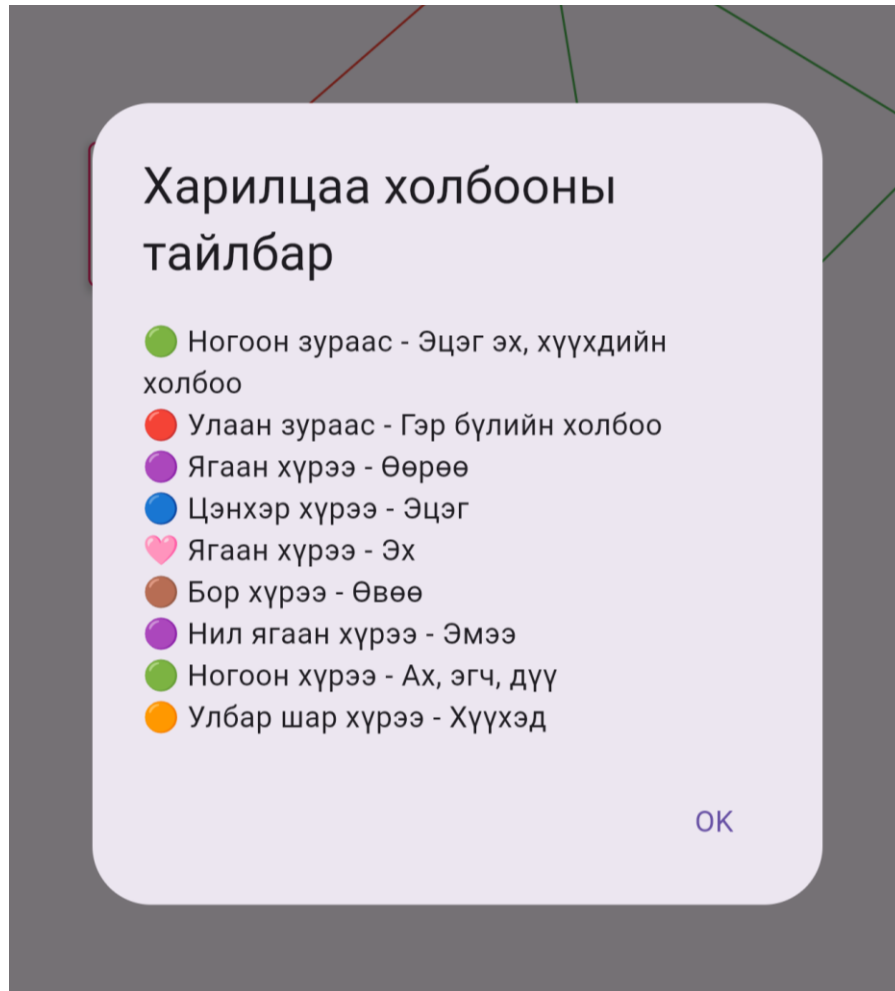 Харилцаа холбооны
тайлбар
🟢 Ногоон зураас - Эцэг эх, хүүхдийн
холбоо
🔴 Улаан зураас - Гэр бүлийн холбоо
🟣 Ягаан хүрээ - Өөрөө
🔵 Цэнхэр хүрээ - Эцэг
🩷 Ягаан хүрээ - Эх
🟤 Бор хүрээ - Өвөө
🟣 Нил ягаан хүрээ - Эмээ
🟢 Ногоон хүрээ - Ах, эгч, дүү
🟠 Улбар шар хүрээ - Хүүхэд
OK